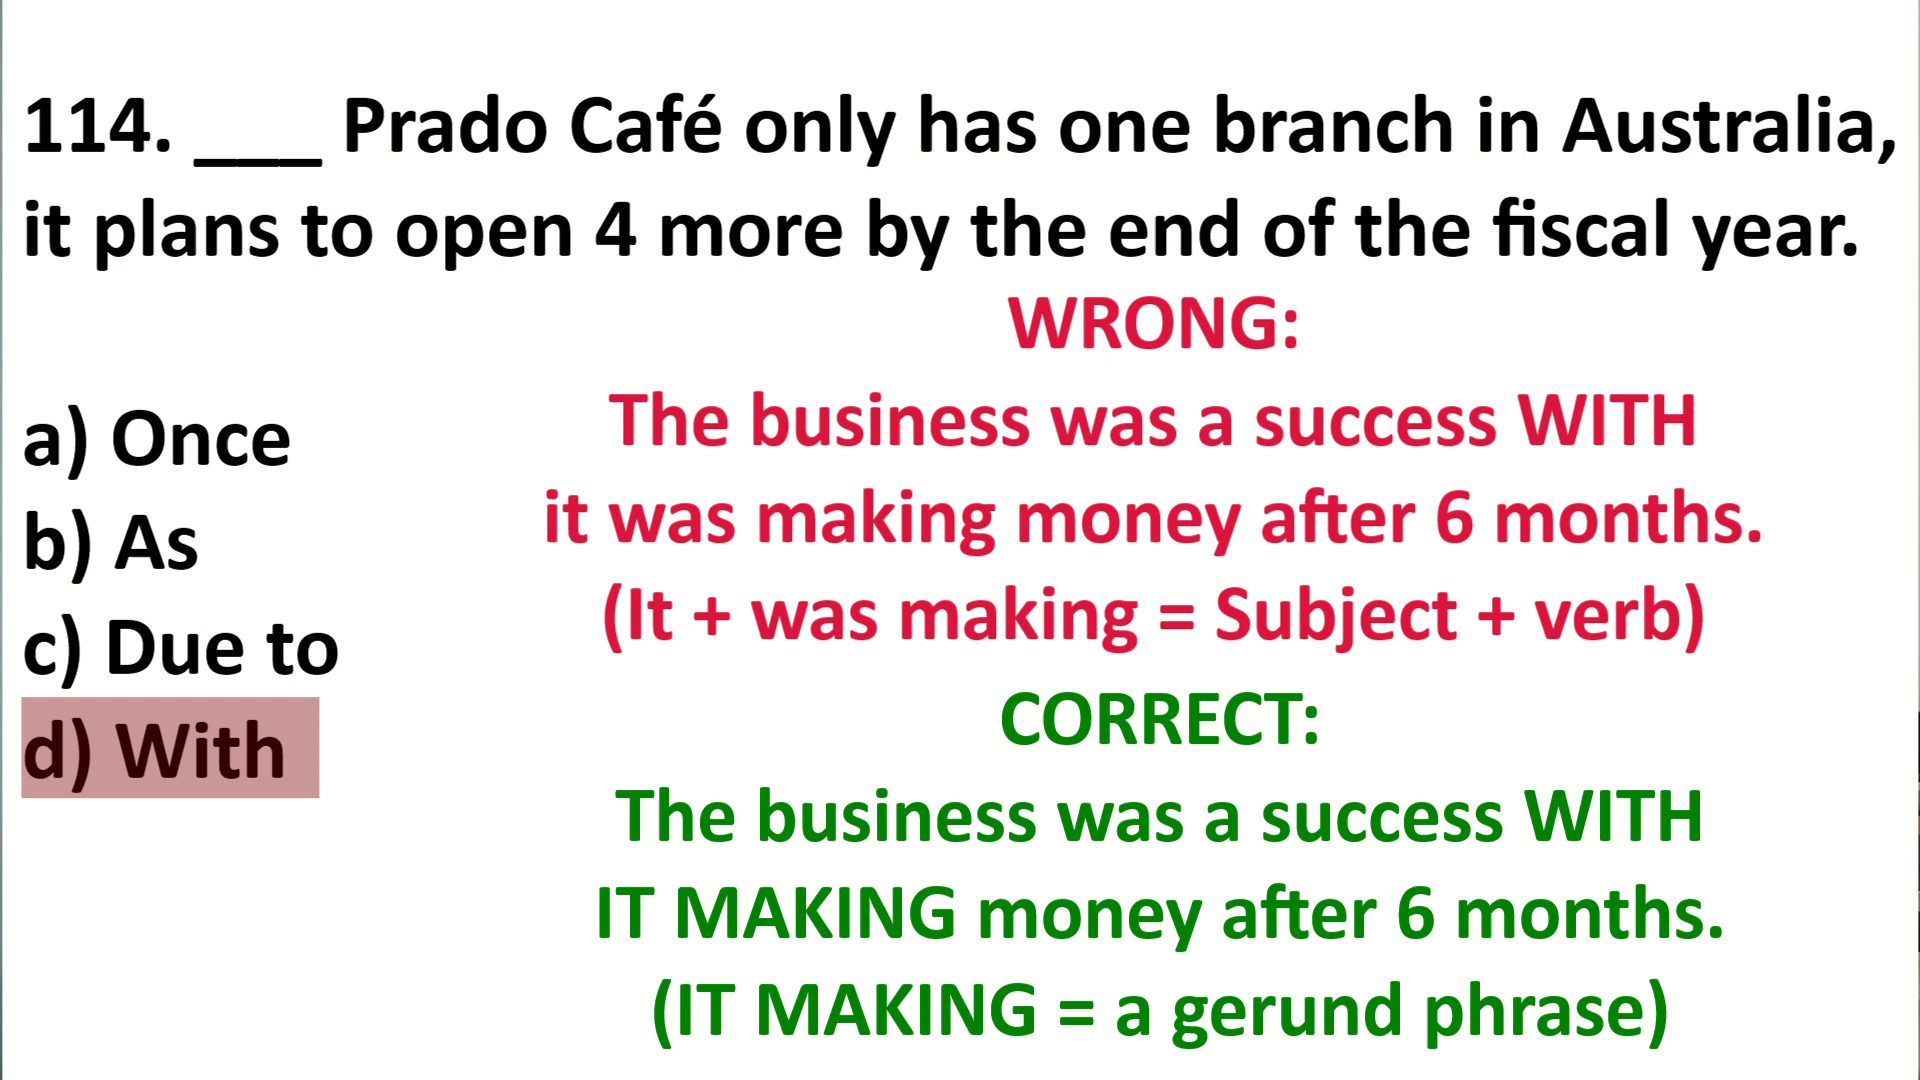 114. ___ Prado Café only has one branch in Australia,
it plans to open 4 more by the end of the fiscal year.
a) Once
b) As
c) Due to
d) With
WRONG:
The business was a success WITH
it was making money after 6 months.
(It + was making = Subject + verb)
CORRECT:
The business was a success WITH
IT MAKING money after 6 months.
(IT MAKING = a gerund phrase)